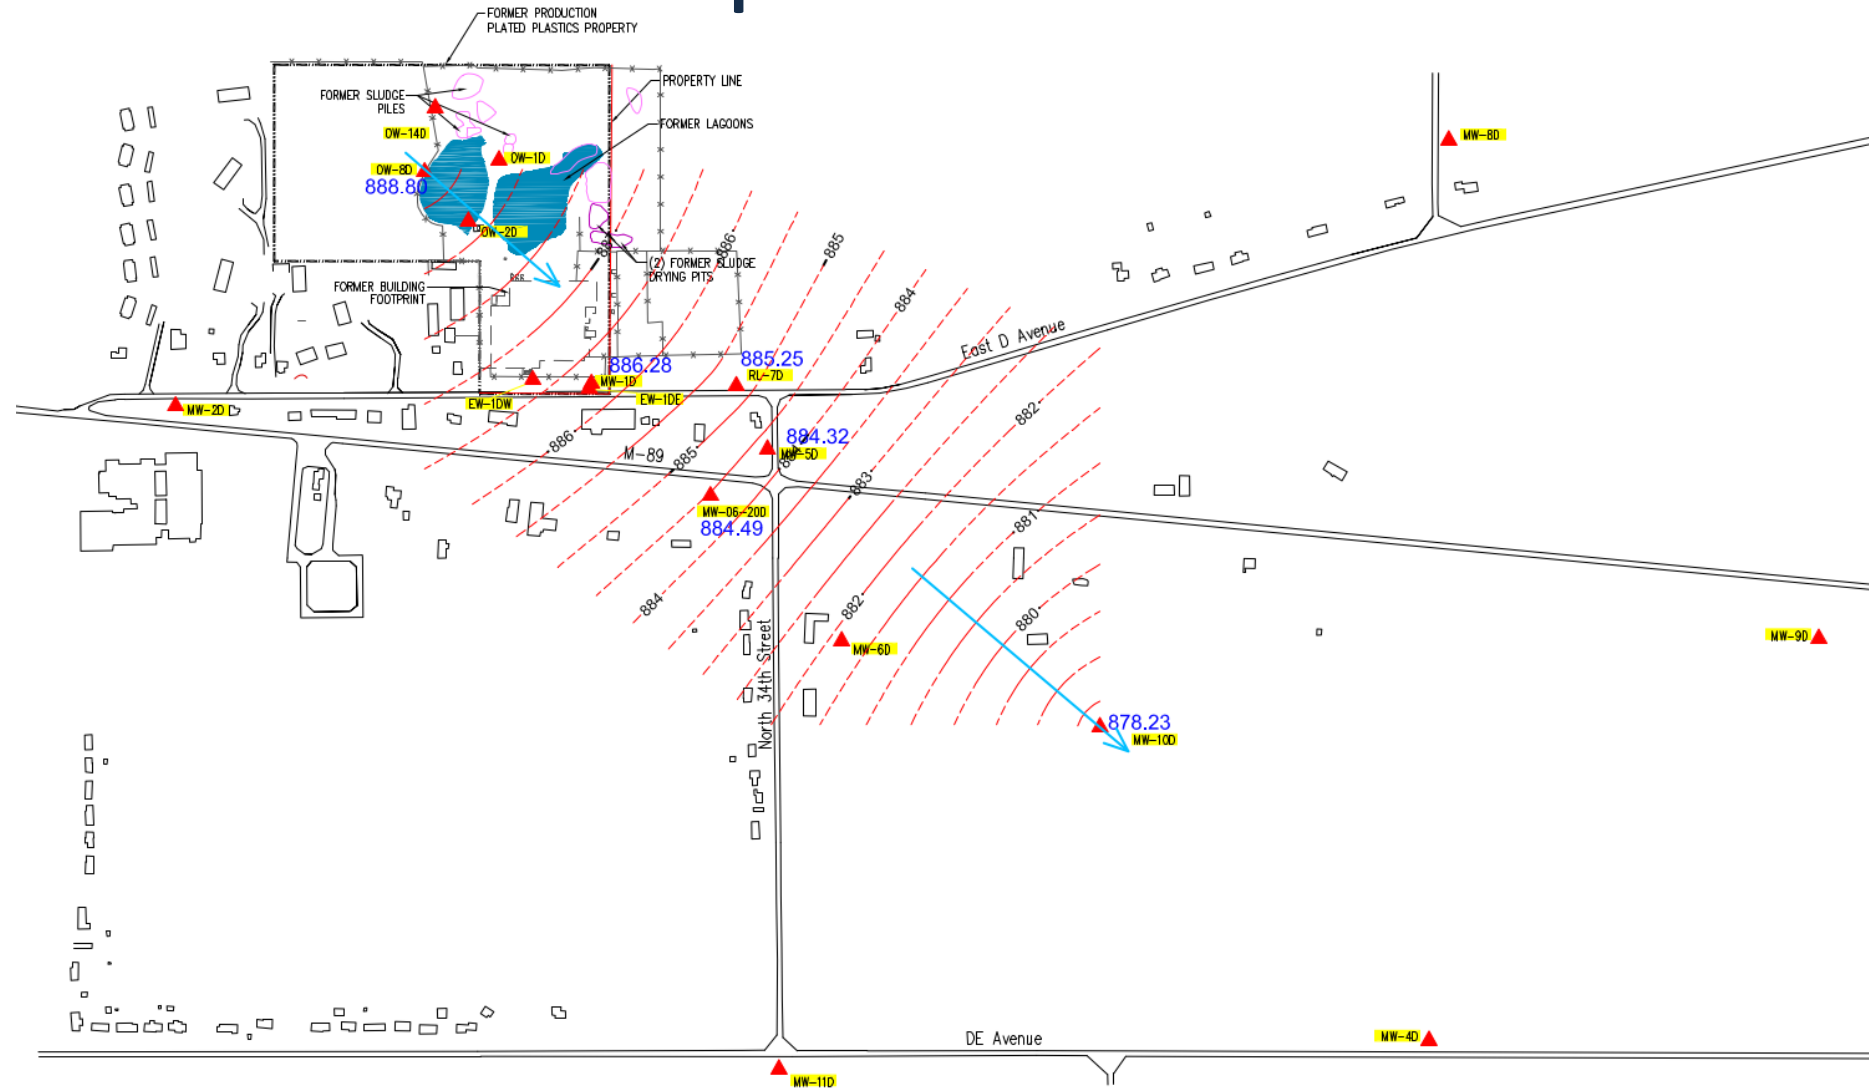 FORMER PRODUCTION
PLATED PLASTICS PROPERTY
PROPERTY LINE
FORMER SLUDGE
PILES
FORMER LAGOONS
OW-14D
MW-8D
OW-1D
OW-8D
888.80
OW-2D
886
885
(2) FORMER SLUDGE
DRYING PITS
FORMER BUILDING
FOOTPRINT
884
East D Avenue
886.28
885.25
MW-1D
RL-7D
EW-1DW
EW-1DE
MW-2D
882
884.32
MW-5D
886
M-89
885
883
MW-06-20D
884.49
881
884
882
880
North 34th Street
MW-6D
MW-9D
878.23
MW-10D
DE Avenue
MW-4D
MW-11D